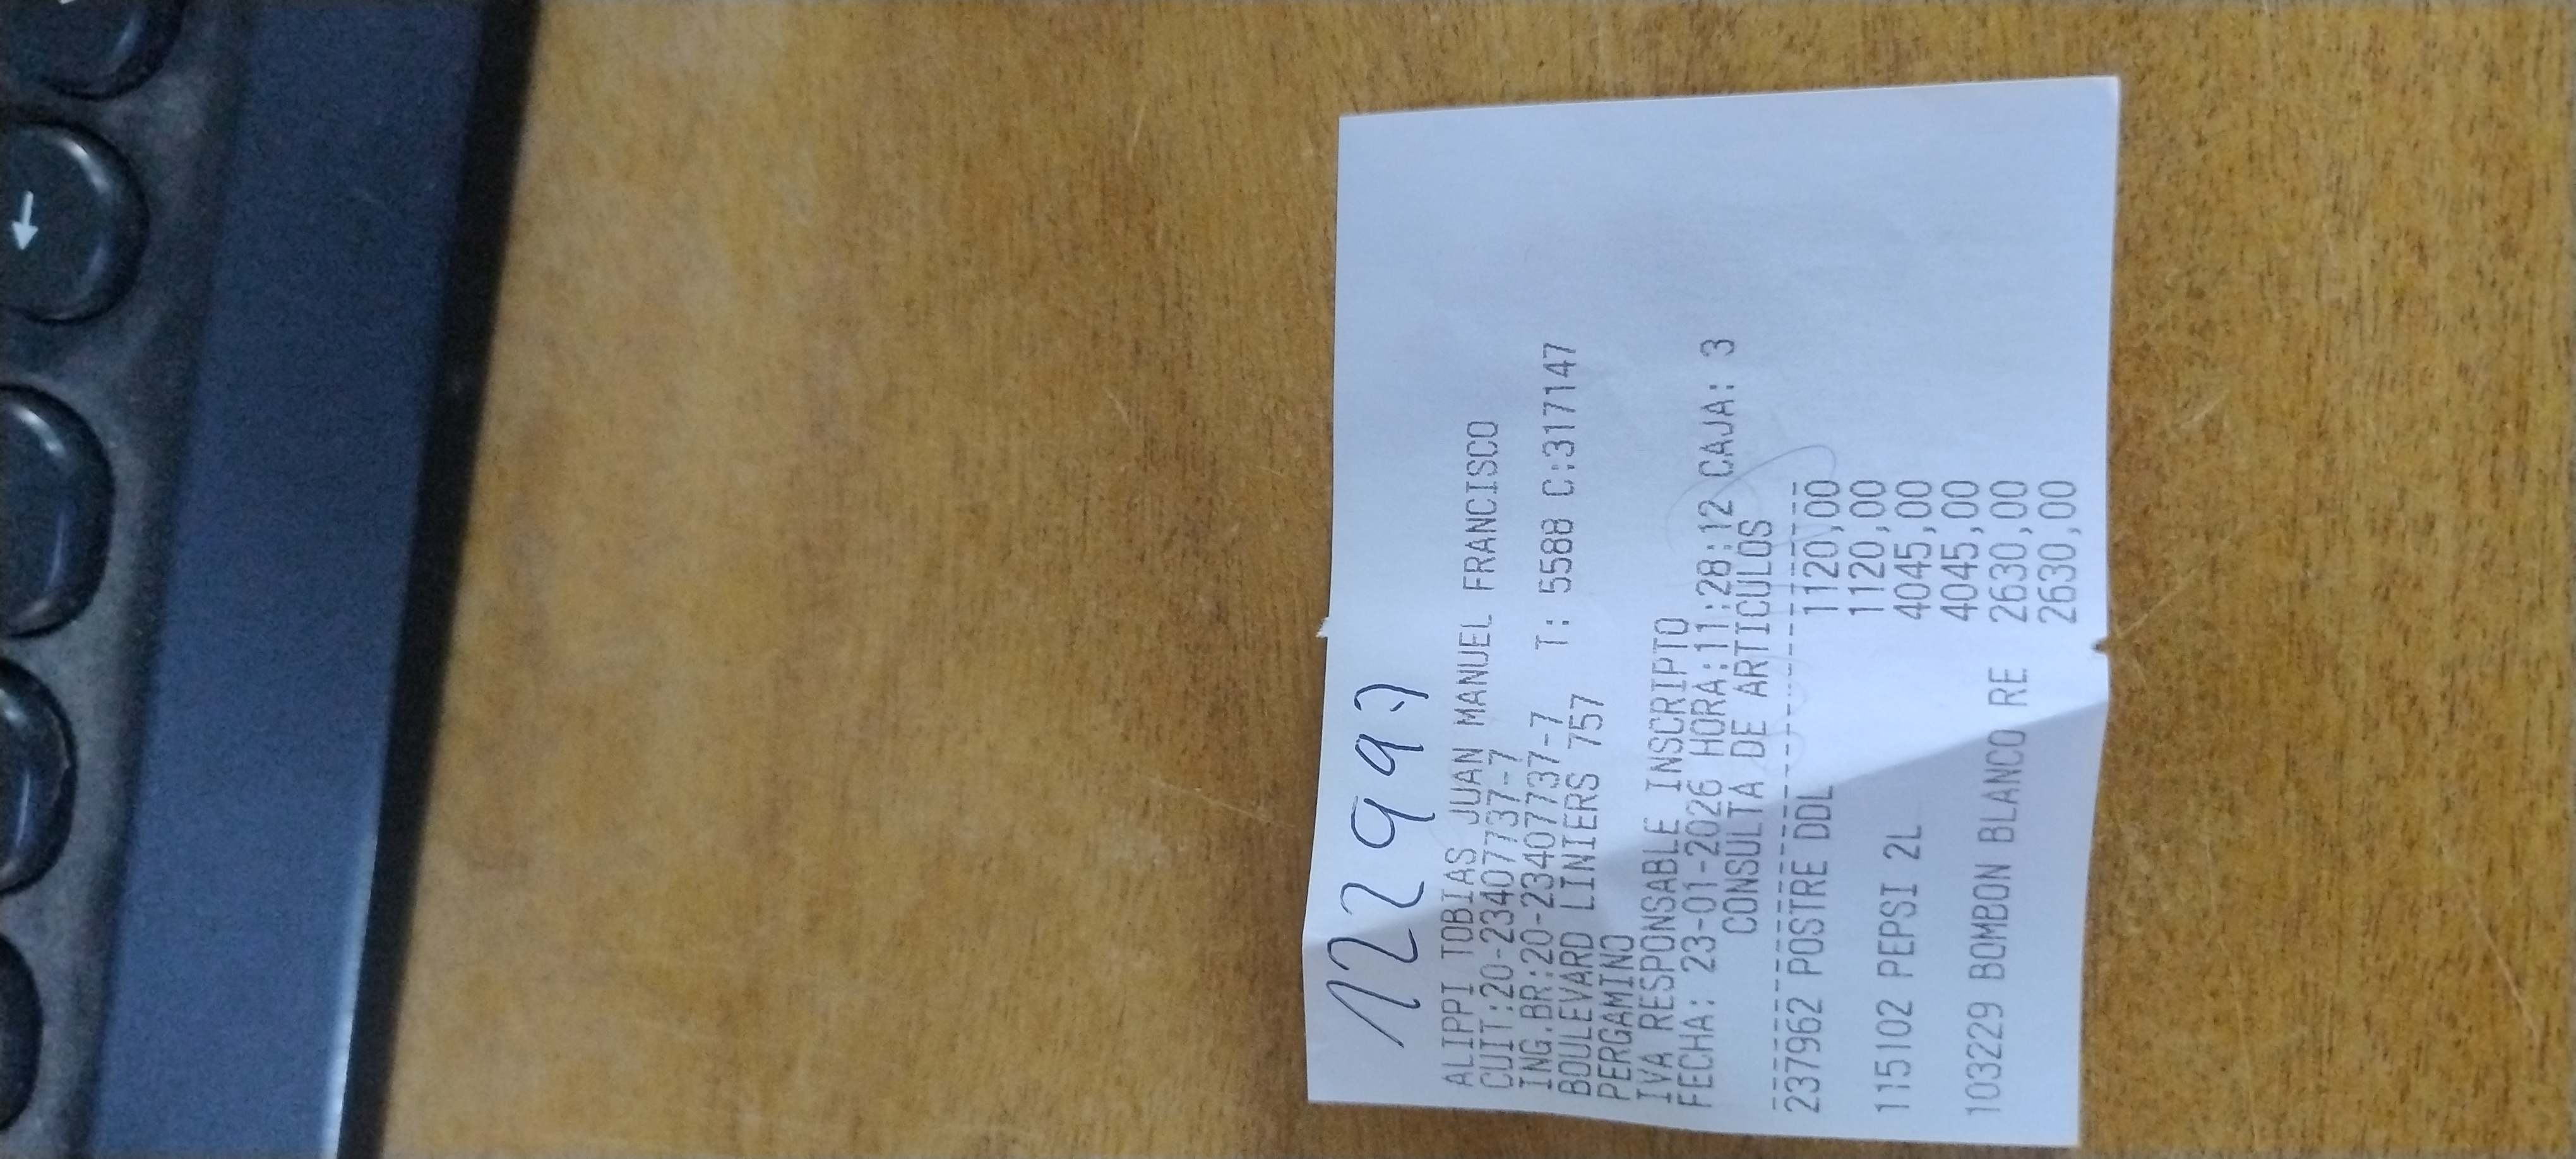 122997
ALIPPI TOBIAS JUAN MANUEL FRANCISCO
CUIT:20-23407737-7
ING.BR:20-23407737-7
BOULEVARD LINIERS 757 T: 5588 C:317147
PERGAMINO
IVA RESPONSABLE INSCRIPTO
FECHA: 23-01-2026 HORA:11:28:12 CAJA: 3
CONSULTA DE ARTICULOS
237962 POSTRE DDL 1120,00
1120,00
115102 PEPSI 2L 4045,00
4045,00
103229 BOMBON BLANCO RE 2630,00
2630,00